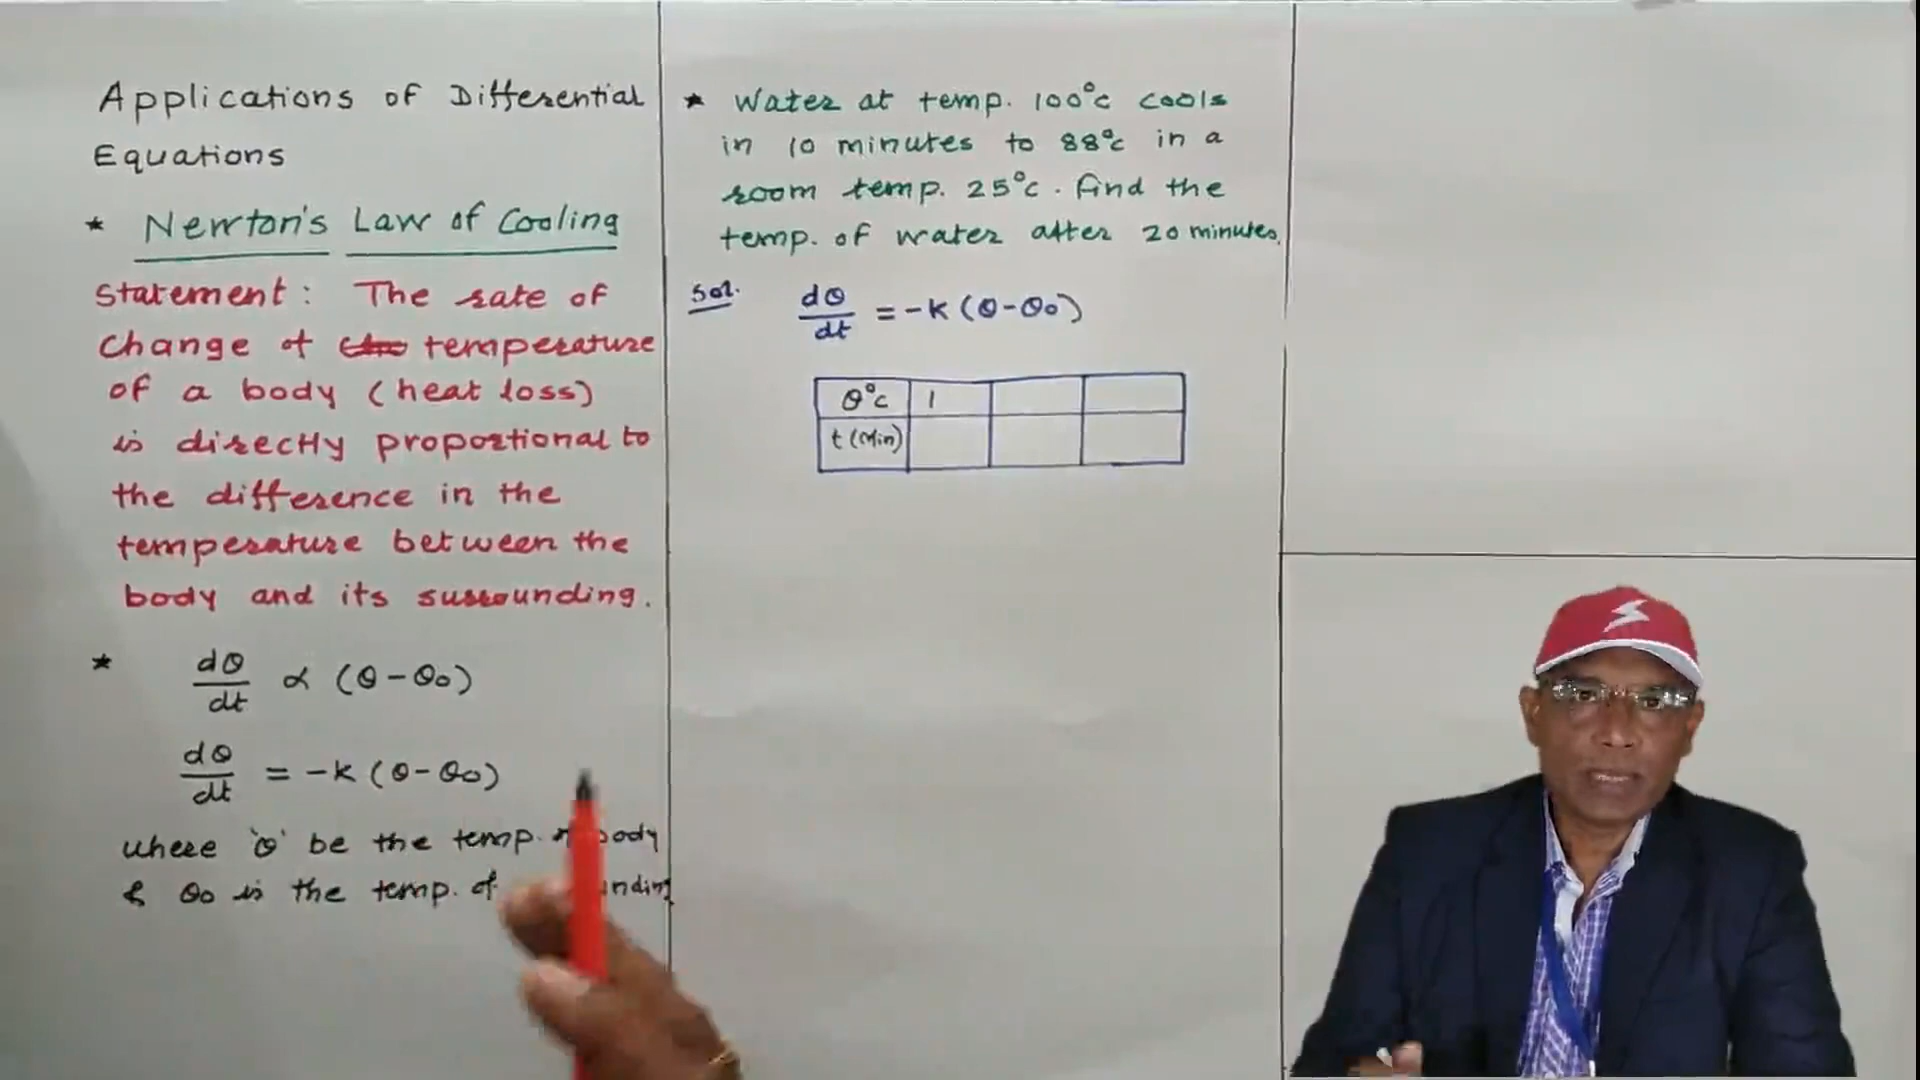 Applications of Differential
Equations
* Newton's Law of Cooling
Statement: The rate of
change of temperature
of a body (heat loss)
is directly proportional to
the difference in the
temperature between the
body and its surrounding.
* dθ/dt ∝ (θ-θ₀)
dθ/dt = -k (θ-θ₀)
where 'θ' be the temp. body
& θ₀ is the temp. of
* Water at temp. 100°c cools
in 10 minutes to 88°c in a
room temp. 25°c. find the
temp. of water after 20 minutes.
Sol. dθ/dt = -k (θ-θ₀)
θ°c 1
t (Min)